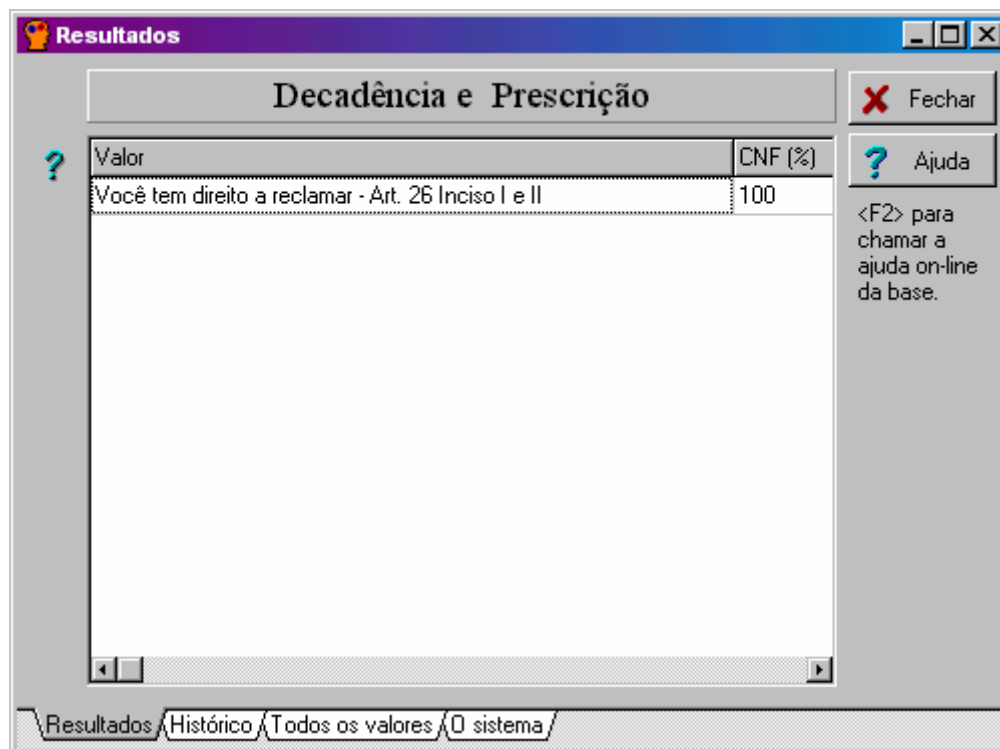 Resultados
Decadência e Prescrição
Fechar
? Valor CNF (%)
? Ajuda
Você tem direito a reclamar - Art. 26 Inciso I e II 100
<F2> para
chamar a
ajuda on-line
da base.
Resultados Histórico Todos os valores O sistema